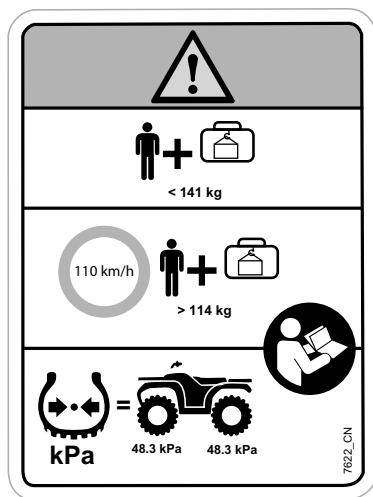 < 141 kg
110 km/h
> 114 kg
kPa
=
48.3 kPa 48.3 kPa
7622_CN